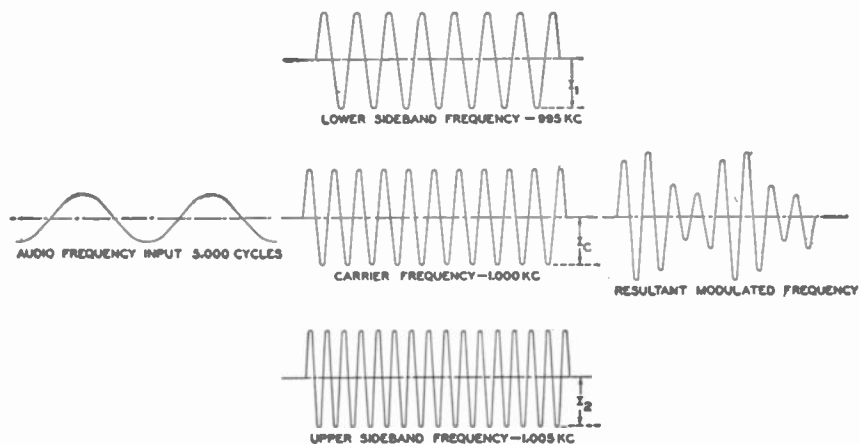 I₁
LOWER SIDEBAND FREQUENCY – 995 KC
AUDIO FREQUENCY INPUT 5,000 CYCLES
I_C
CARRIER FREQUENCY – 1,000 KC
RESULTANT MODULATED FREQUENCY
I₂
UPPER SIDEBAND FREQUENCY – 1,005 KC